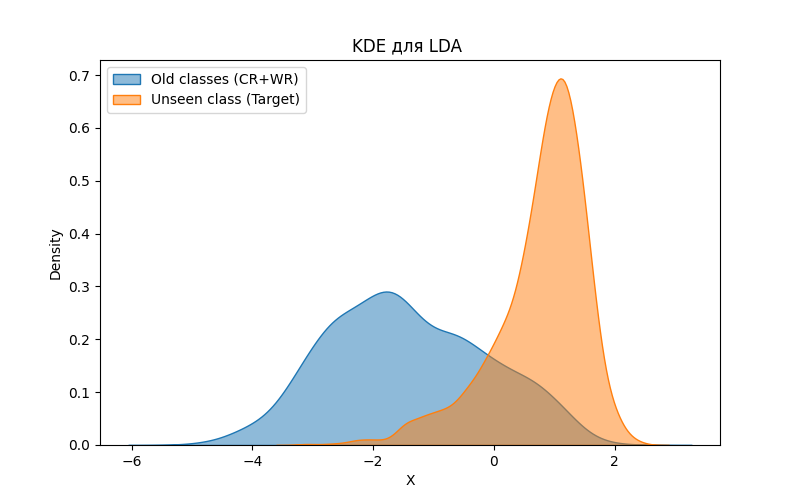 KDE для LDA
Old classes (CR+WR)
Unseen class (Target)
0.7
0.6
0.5
0.4
0.3
0.2
0.1
0.0
Density
−6
−4
−2
0
2
X